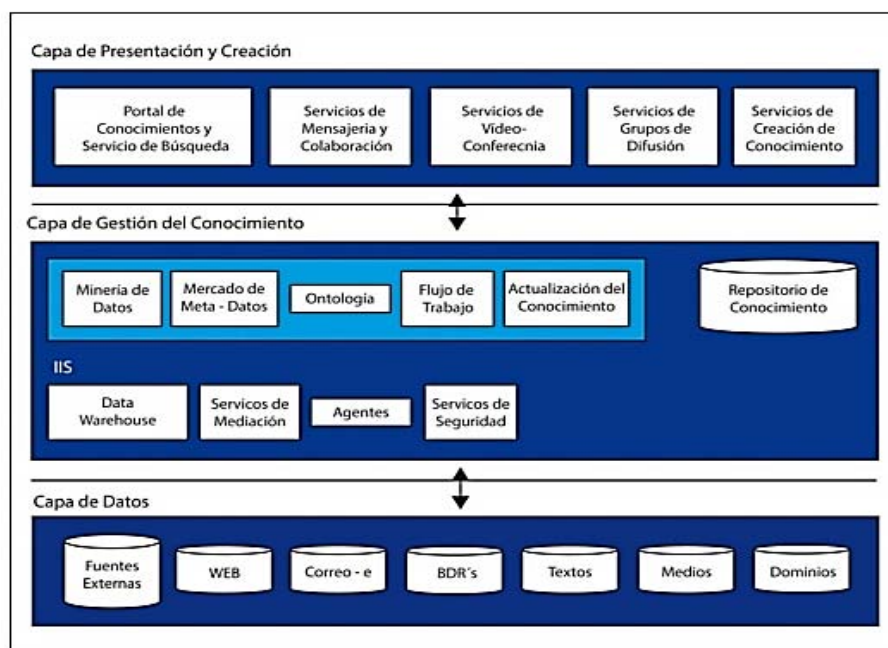 Capa de Presentación y Creación
Portal de
Conocimientos y
Servicio de Búsqueda
Servicios de
Mensajeria y
Colaboración
Servicios de
Vídeo-
Conferecnia
Servicios de
Grupos de
Difusión
Servicios de
Creación de
Conocimiento
Capa de Gestión del Conocimiento
Minería de
Datos
Mercado de
Meta - Datos
Ontología
Flujo de
Trabajo
Actualización del
Conocimiento
Repositorio de
Conocimiento
IIS
Data
Warehouse
Servicos de
Mediación
Agentes
Servicos de
Seguridad
Capa de Datos
Fuentes
Externas
WEB
Correo - e
BDR´s
Textos
Medios
Dominios